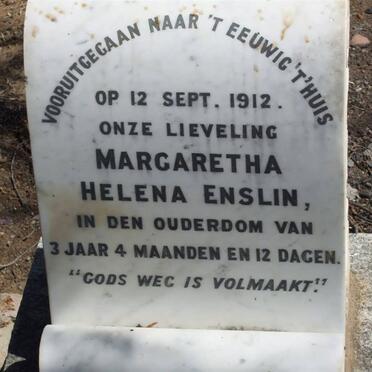 VOORUITGEGAAN NAAR 'T EEUWIG 'T' HUIS
OP 12 SEPT. 1912.
ONZE LIEVELING
MARGARETHA
HELENA ENSLIN,
IN DEN OUDERDOM VAN
3 JAAR 4 MAANDEN EN 12 DAGEN.
"GODS WEG IS VOLMAAKT"